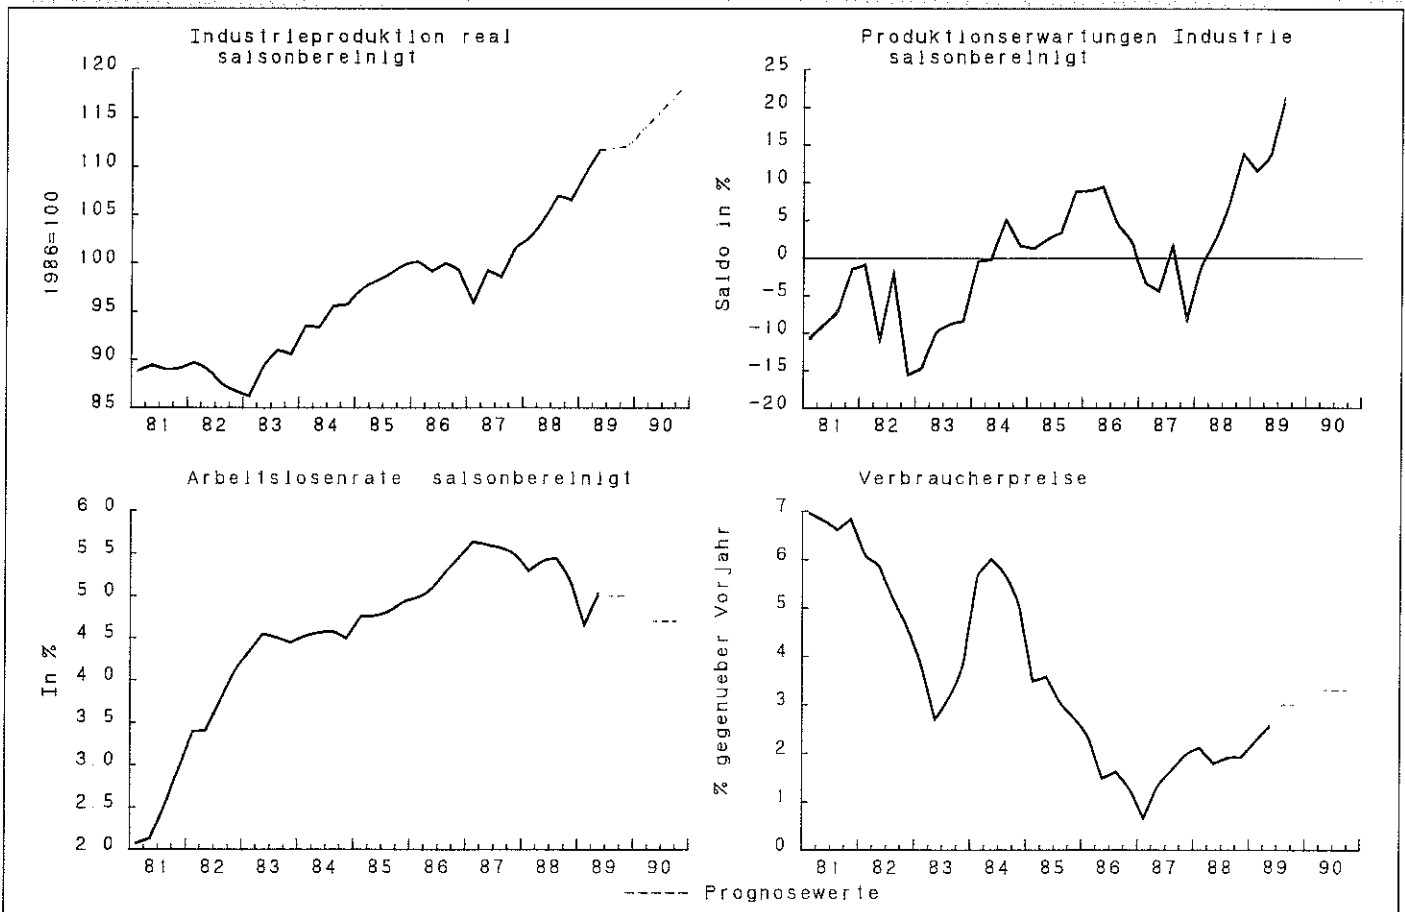 Industrieproduktion real
saisonbereinigt
120
115
110
105
100
95
90
85
1986=100
81 82 83 84 85 86 87 88 89 90
Produktionserwartungen Industrie
saisonbereinigt
25
20
15
10
5
0
-5
-10
-15
-20
Saldo in %
81 82 83 84 85 86 87 88 89 90
Arbeitslosenrate saisonbereinigt
6 0
5 5
5 0
4 5
4 0
3 5
3.0
2.5
2 0
In %
81 82 83 84 85 86 87 88 89 90
Verbraucherpreise
7
6
5
4
3
2
1
0
% gegenueber Vorjahr
81 82 83 84 85 86 87 88 89 90
----- Prognosewerte